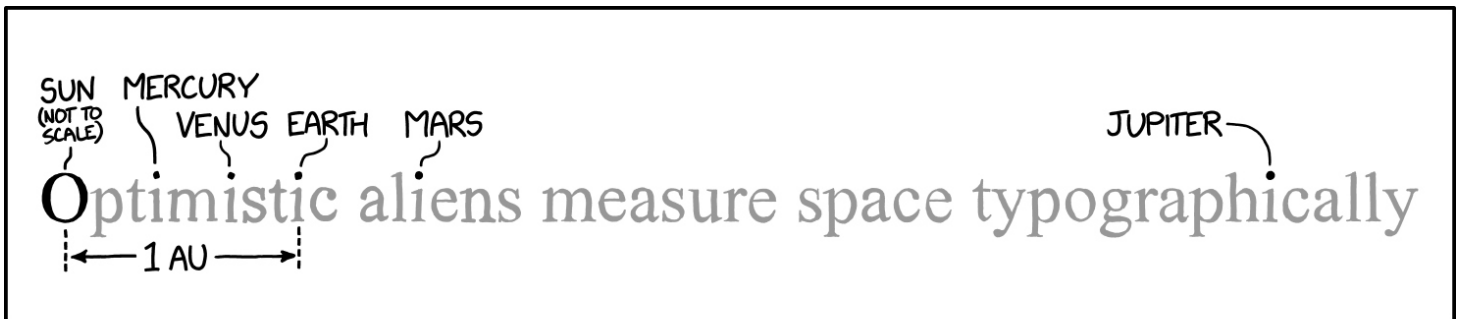 SUN
(NOT TO
SCALE)
MERCURY
VENUS
EARTH
MARS
JUPITER
Optimistic aliens measure space typographically
1 AU